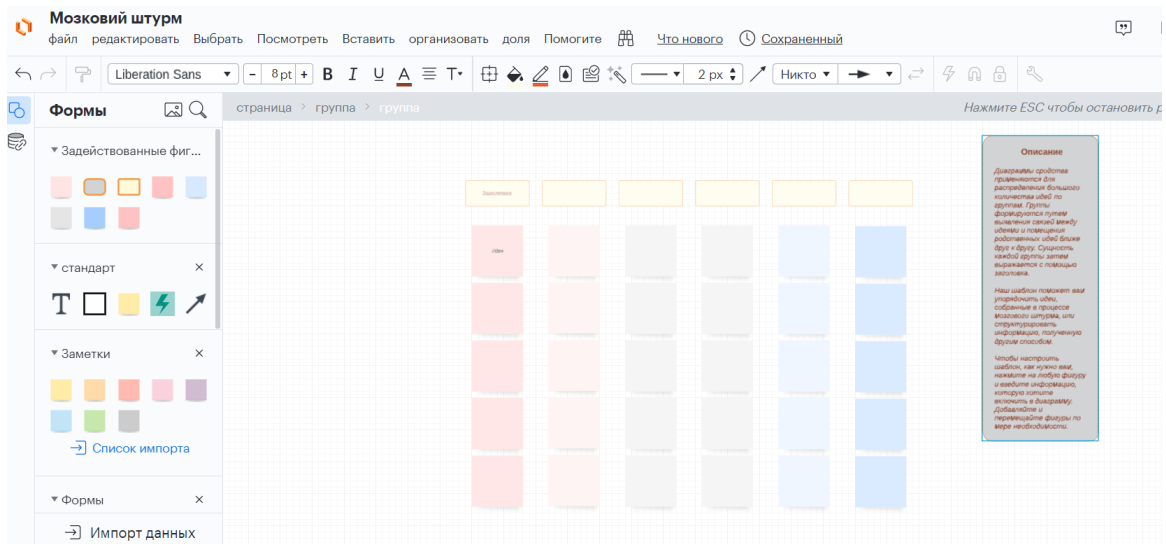 Мозковий штурм
файл редактировать Выбрать Посмотреть Вставить организовать доля Помогите Что нового Сохраненный
Liberation Sans - 8 pt + B I U A T 2 px Никто
Формы
страница > группа > группа
Нажмите ESC чтобы остановить р
Задействованные фиг...
стандарт
T
Заметки
Список импорта
Формы
Импорт данных
Заголовок
Идея
Описание
Диаграммы сродства
применяются для
распределения большого
количества идей по
группам. Группы
формируются путем
выявления связей между
идеями и помещения
родственных идей ближе
друг к другу. Сущность
каждой группы затем
выражается с помощью
заголовка.
Наш шаблон поможет вам
упорядочить идеи,
собранные в процессе
мозгового штурма, или
структурировать
информацию, полученную
другим способом.
Чтобы настроить
шаблон, как нужно вам,
нажмите на любую фигуру
и введите информацию,
которую хотите
включить в диаграмму.
Добавляйте и
перемещайте фигуры по
мере необходимости.